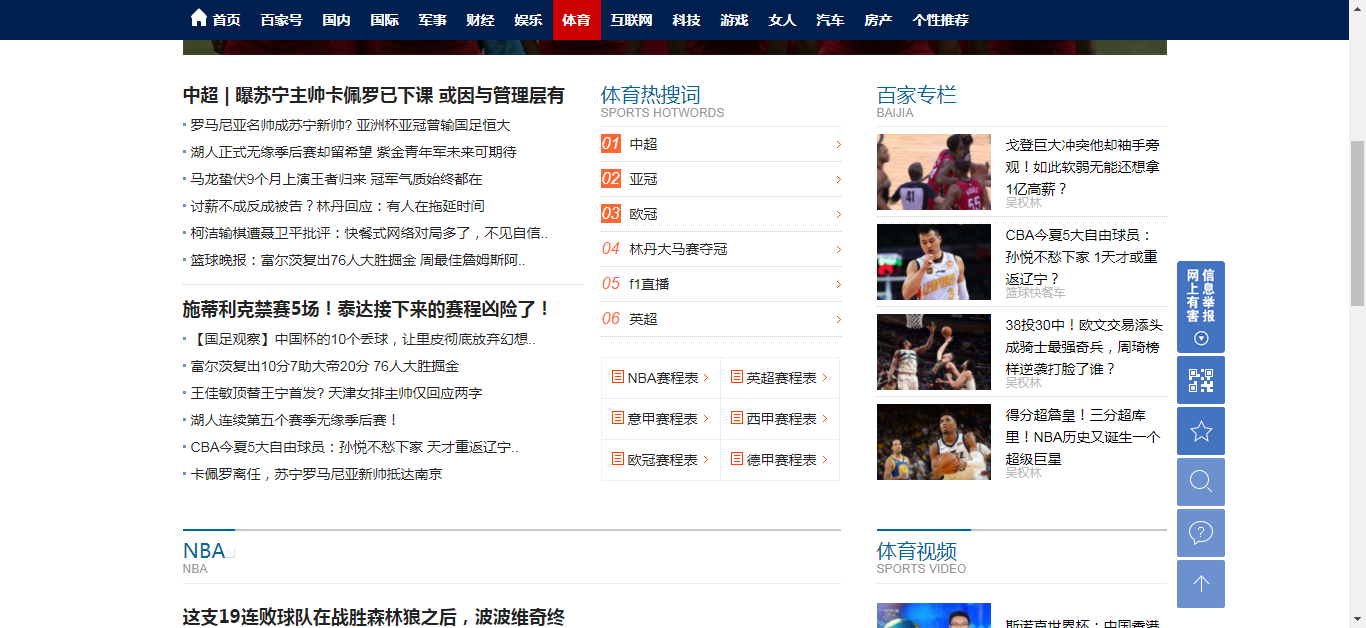 首页 百家号 国内 国际 军事 财经 娱乐 体育 互联网 科技 游戏 女人 汽车 房产 个性推荐
中超 | 曝苏宁主帅卡佩罗已下课 或因与管理层有
罗马尼亚名帅成苏宁新帅? 亚洲杯亚冠曾输国足恒大
湖人正式无缘季后赛却留希望 紫金青年军未来可期待
马龙蛰伏9个月上演王者归来 冠军气质始终都在
讨薪不成反成被告？林丹回应：有人在拖延时间
柯洁输棋遭聂卫平批评：快餐式网络对局多了，不见自信..
篮球晚报：富尔茨复出76人大胜掘金 周最佳詹姆斯阿..
施蒂利克禁赛5场！泰达接下来的赛程凶险了！
【国足观察】中国杯的10个丢球，让里皮彻底放弃幻想..
富尔茨复出10分7助大帝20分 76人大胜掘金
王佳敏顶替王宁首发? 天津女排主帅仅回应两字
湖人连续第五个赛季无缘季后赛！
CBA今夏5大自由球员：孙悦不愁下家 天才重返辽宁..
卡佩罗离任，苏宁罗马尼亚新帅抵达南京
体育热搜词
SPORTS HOTWORDS
01 中超
02 亚冠
03 欧冠
04 林丹大马赛夺冠
05 f1直播
06 英超
NBA赛程表 英超赛程表
意甲赛程表 西甲赛程表
欧冠赛程表 德甲赛程表
百家专栏
BAIJIA
戈登巨大冲突他却袖手旁
观！如此软弱无能还想拿
1亿高薪？
吴权林
CBA今夏5大自由球员：
孙悦不愁下家 1天才或重
返辽宁？
篮球快餐车
38投30中！欧文交易添头
成骑士最强奇兵，周琦榜
样逆袭打脸了谁？
吴权林
得分超詹皇！三分超库
里！NBA历史又诞生一个
超级巨星
吴权林
网上有害
信息举报
NBA
NBA
这支19连败球队在战胜森林狼之后，波波维奇终
体育视频
SPORTS VIDEO
斯诺克世界杯：中国香港